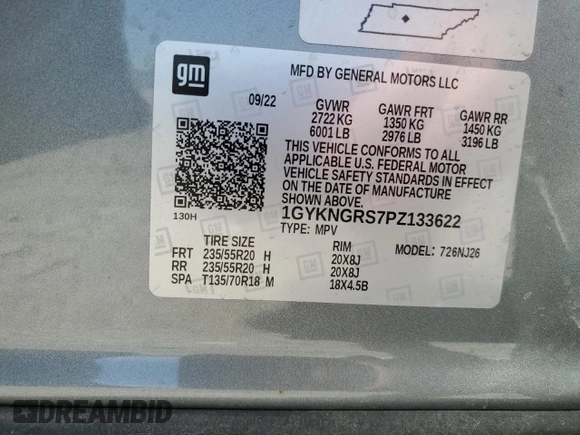 gm
MFD BY GENERAL MOTORS LLC
09/22
GVWR GAWR FRT GAWR RR
2722 KG 1350 KG 1450 KG
6001 LB 2976 LB 3196 LB
THIS VEHICLE CONFORMS TO ALL
APPLICABLE U.S. FEDERAL MOTOR
VEHICLE SAFETY STANDARDS IN EFFECT
ON THE DATE OF MANUFACTURE
SHOWN ABOVE.
130H
1GYKNGRS7PZ133622
TYPE: MPV
TIRE SIZE RIM MODEL: 726NJ26
FRT 235/55R20 H 20X8J
RR 235/55R20 H 20X8J
SPA T135/70R18 M 18X4.5B
DREAMBID